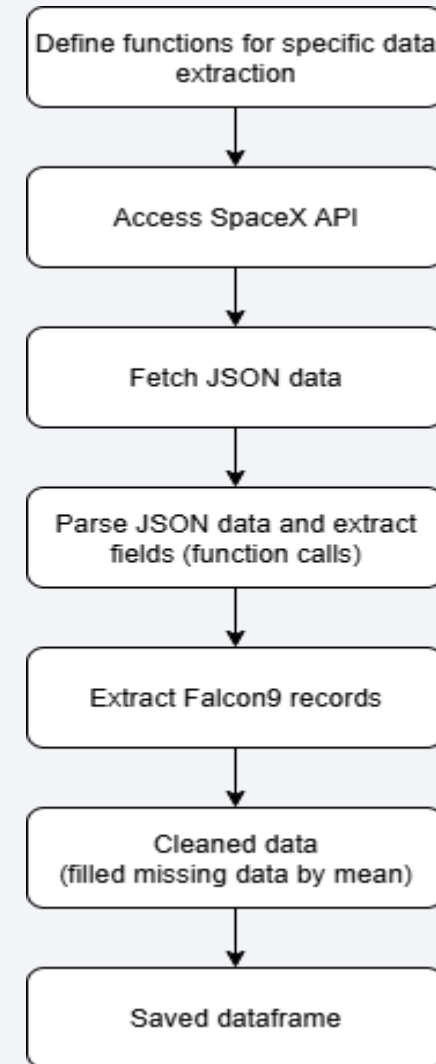 Define functions for specific data
extraction
Access SpaceX API
Fetch JSON data
Parse JSON data and extract
fields (function calls)
Extract Falcon9 records
Cleaned data
(filled missing data by mean)
Saved dataframe